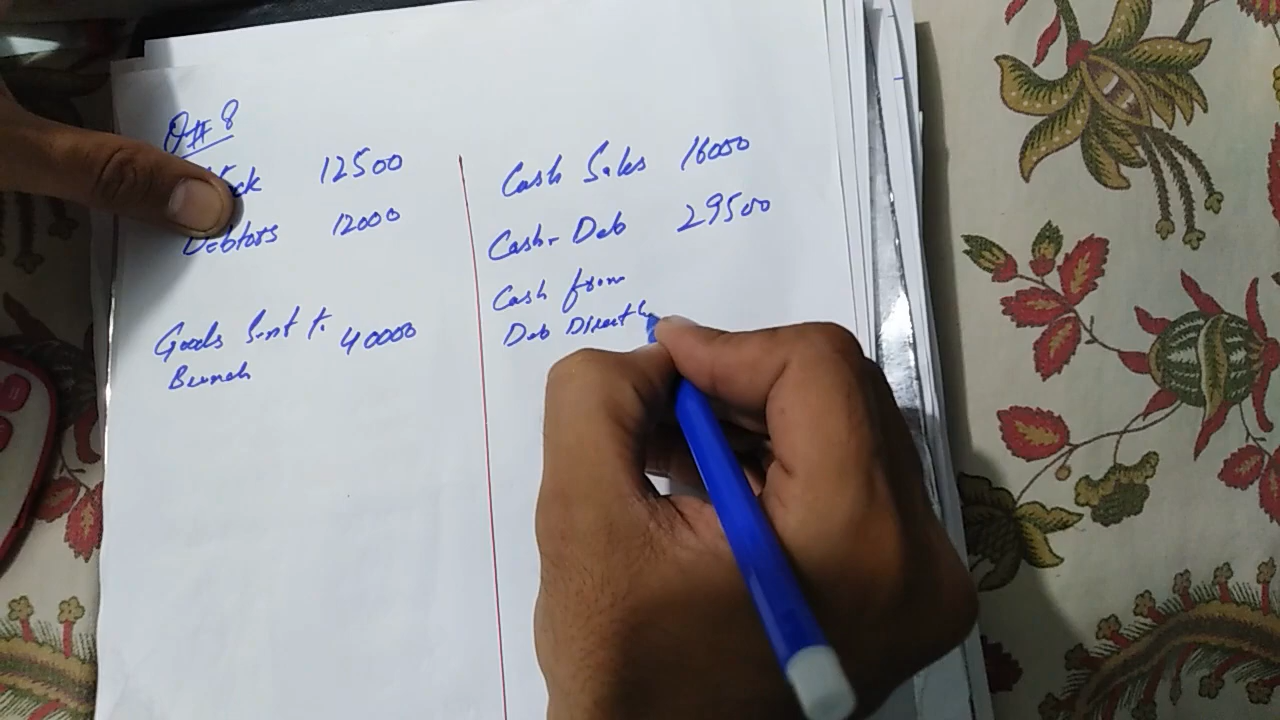 Q# 8
12500
Debtors 12000
Goods Sent to 40000
Branch
Cash Sales 16000
Cash - Deb 29500
Cash from
Deb Directly